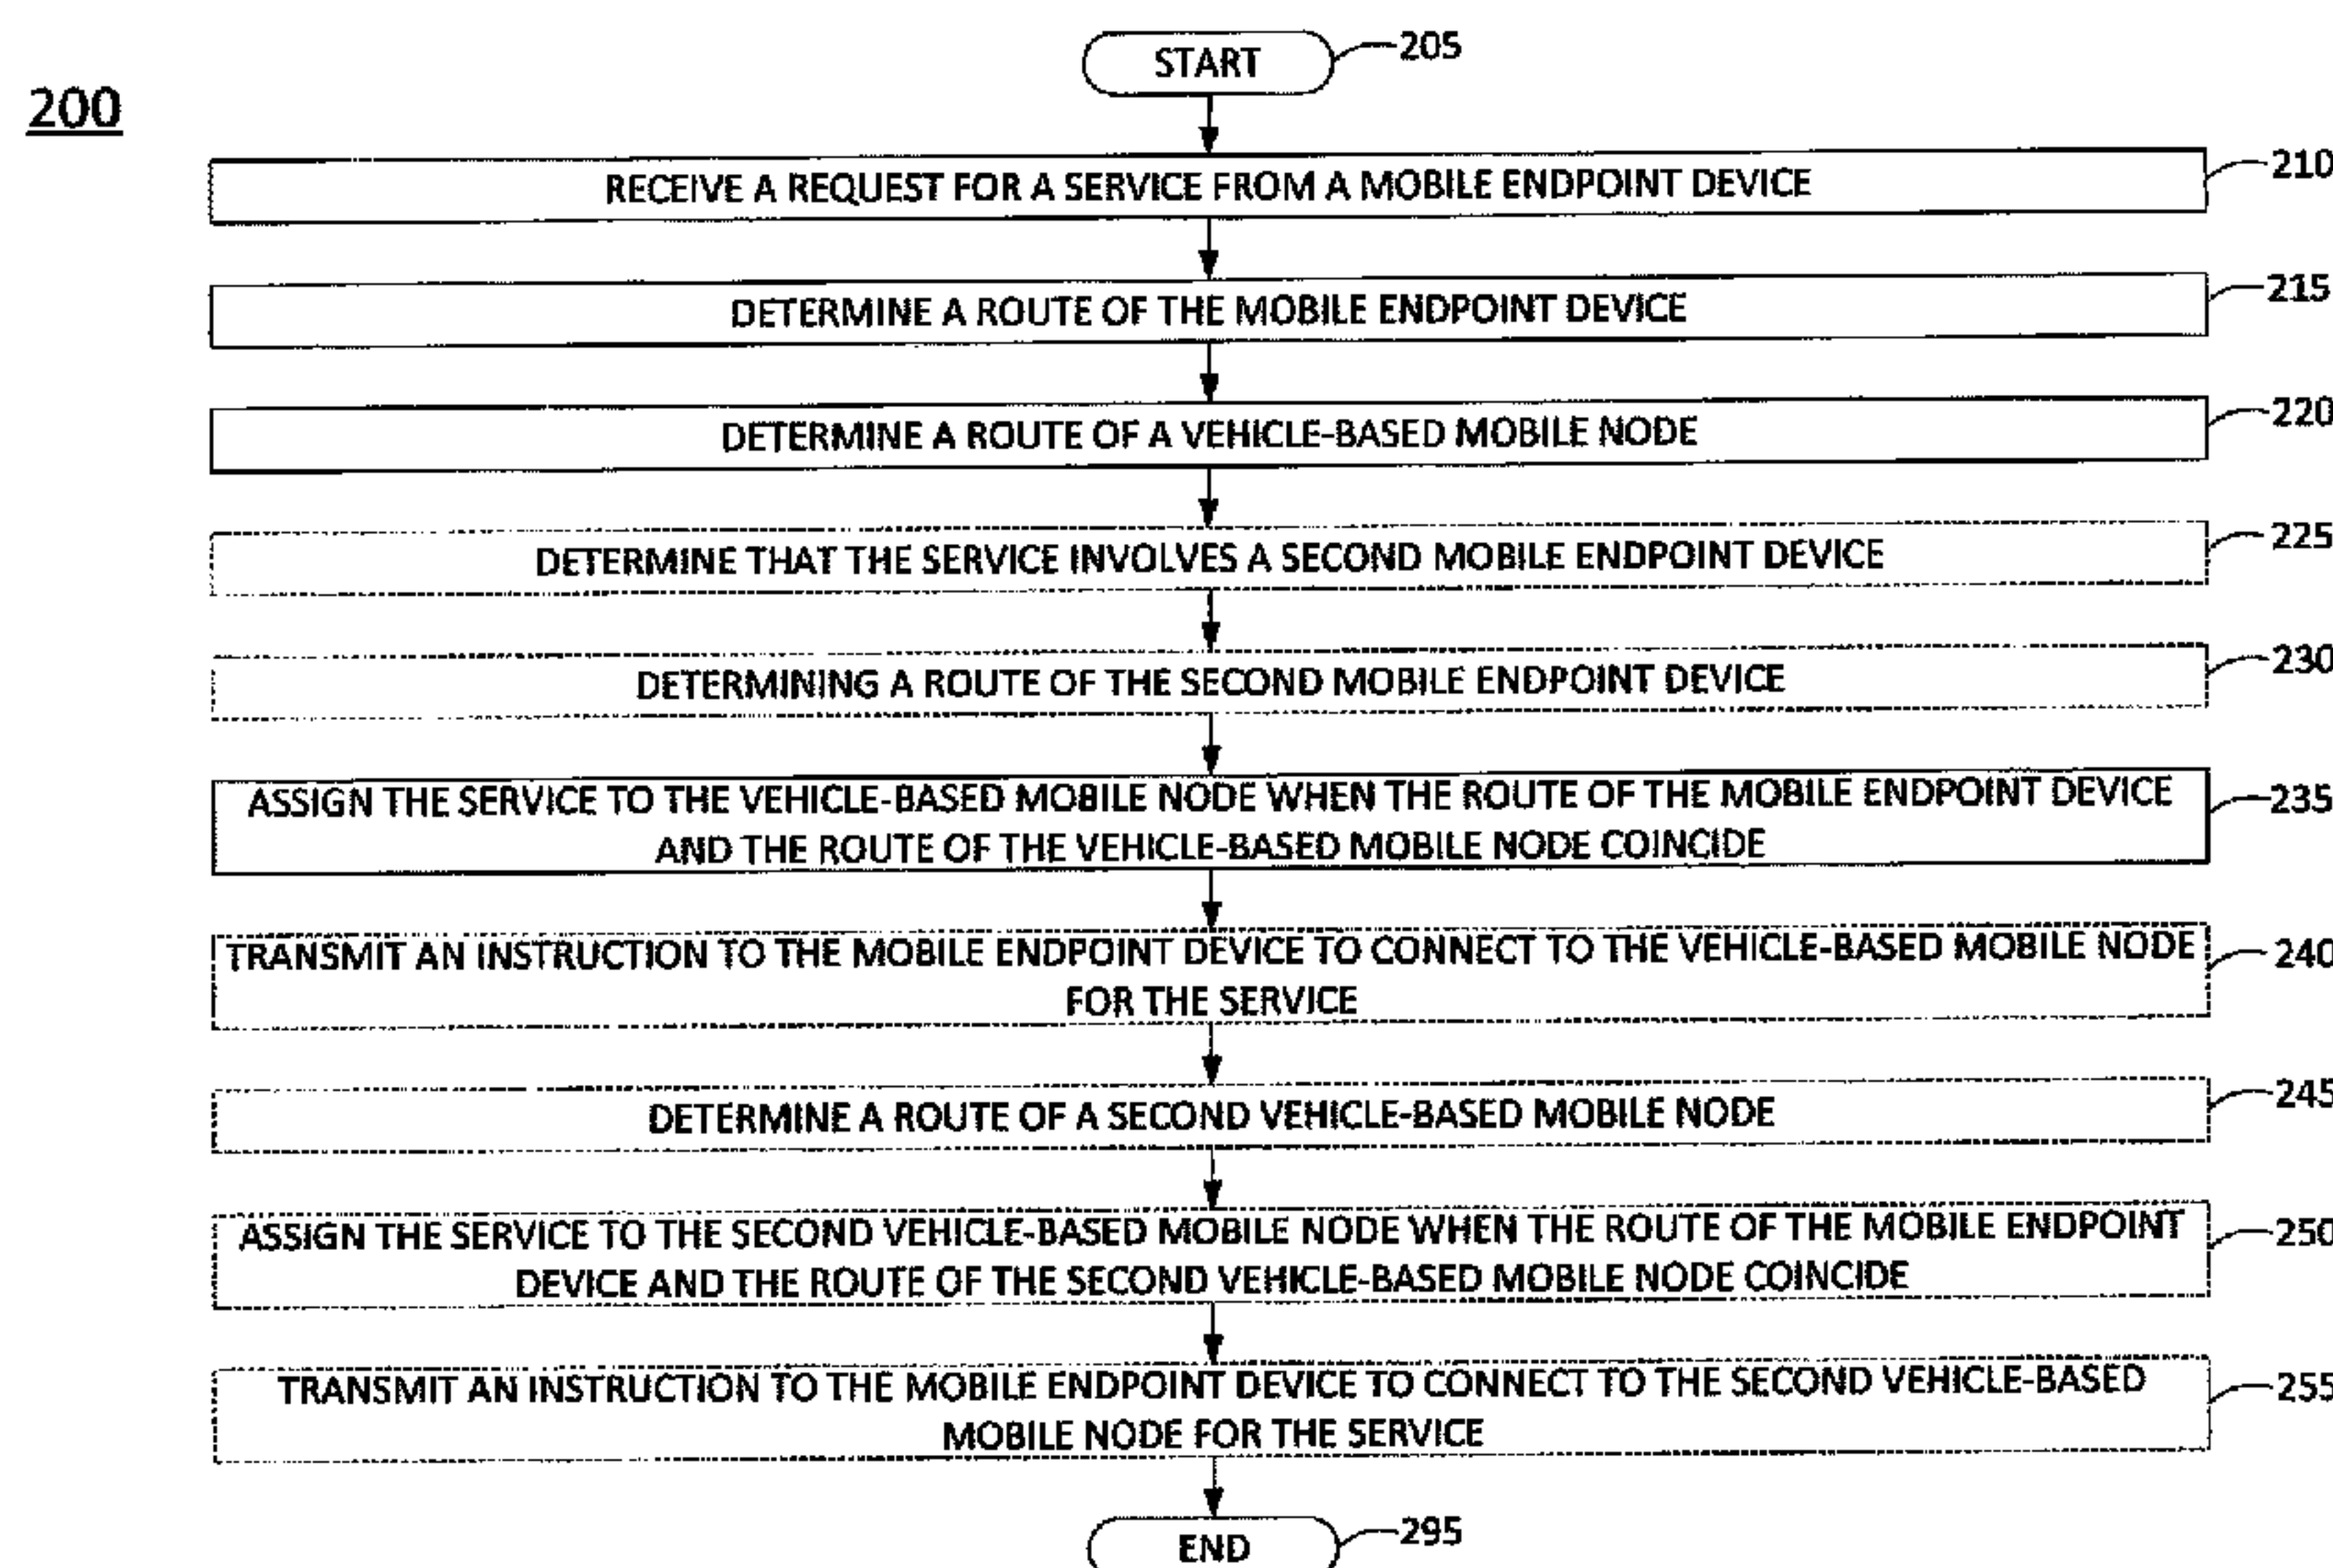 START
205
200
RECEIVE A REQUEST FOR A SERVICE FROM A MOBILE ENDPOINT DEVICE
210
DETERMINE A ROUTE OF THE MOBILE ENDPOINT DEVICE
215
DETERMINE A ROUTE OF A VEHICLE-BASED MOBILE NODE
220
DETERMINE THAT THE SERVICE INVOLVES A SECOND MOBILE ENDPOINT DEVICE
225
DETERMINING A ROUTE OF THE SECOND MOBILE ENDPOINT DEVICE
230
ASSIGN THE SERVICE TO THE VEHICLE-BASED MOBILE NODE WHEN THE ROUTE OF THE MOBILE ENDPOINT DEVICE
AND THE ROUTE OF THE VEHICLE-BASED MOBILE NODE COINCIDE
235
TRANSMIT AN INSTRUCTION TO THE MOBILE ENDPOINT DEVICE TO CONNECT TO THE VEHICLE-BASED MOBILE NODE
FOR THE SERVICE
240
DETERMINE A ROUTE OF A SECOND VEHICLE-BASED MOBILE NODE
245
ASSIGN THE SERVICE TO THE SECOND VEHICLE-BASED MOBILE NODE WHEN THE ROUTE OF THE MOBILE ENDPOINT
DEVICE AND THE ROUTE OF THE SECOND VEHICLE-BASED MOBILE NODE COINCIDE
250
TRANSMIT AN INSTRUCTION TO THE MOBILE ENDPOINT DEVICE TO CONNECT TO THE SECOND VEHICLE-BASED
MOBILE NODE FOR THE SERVICE
255
END
295